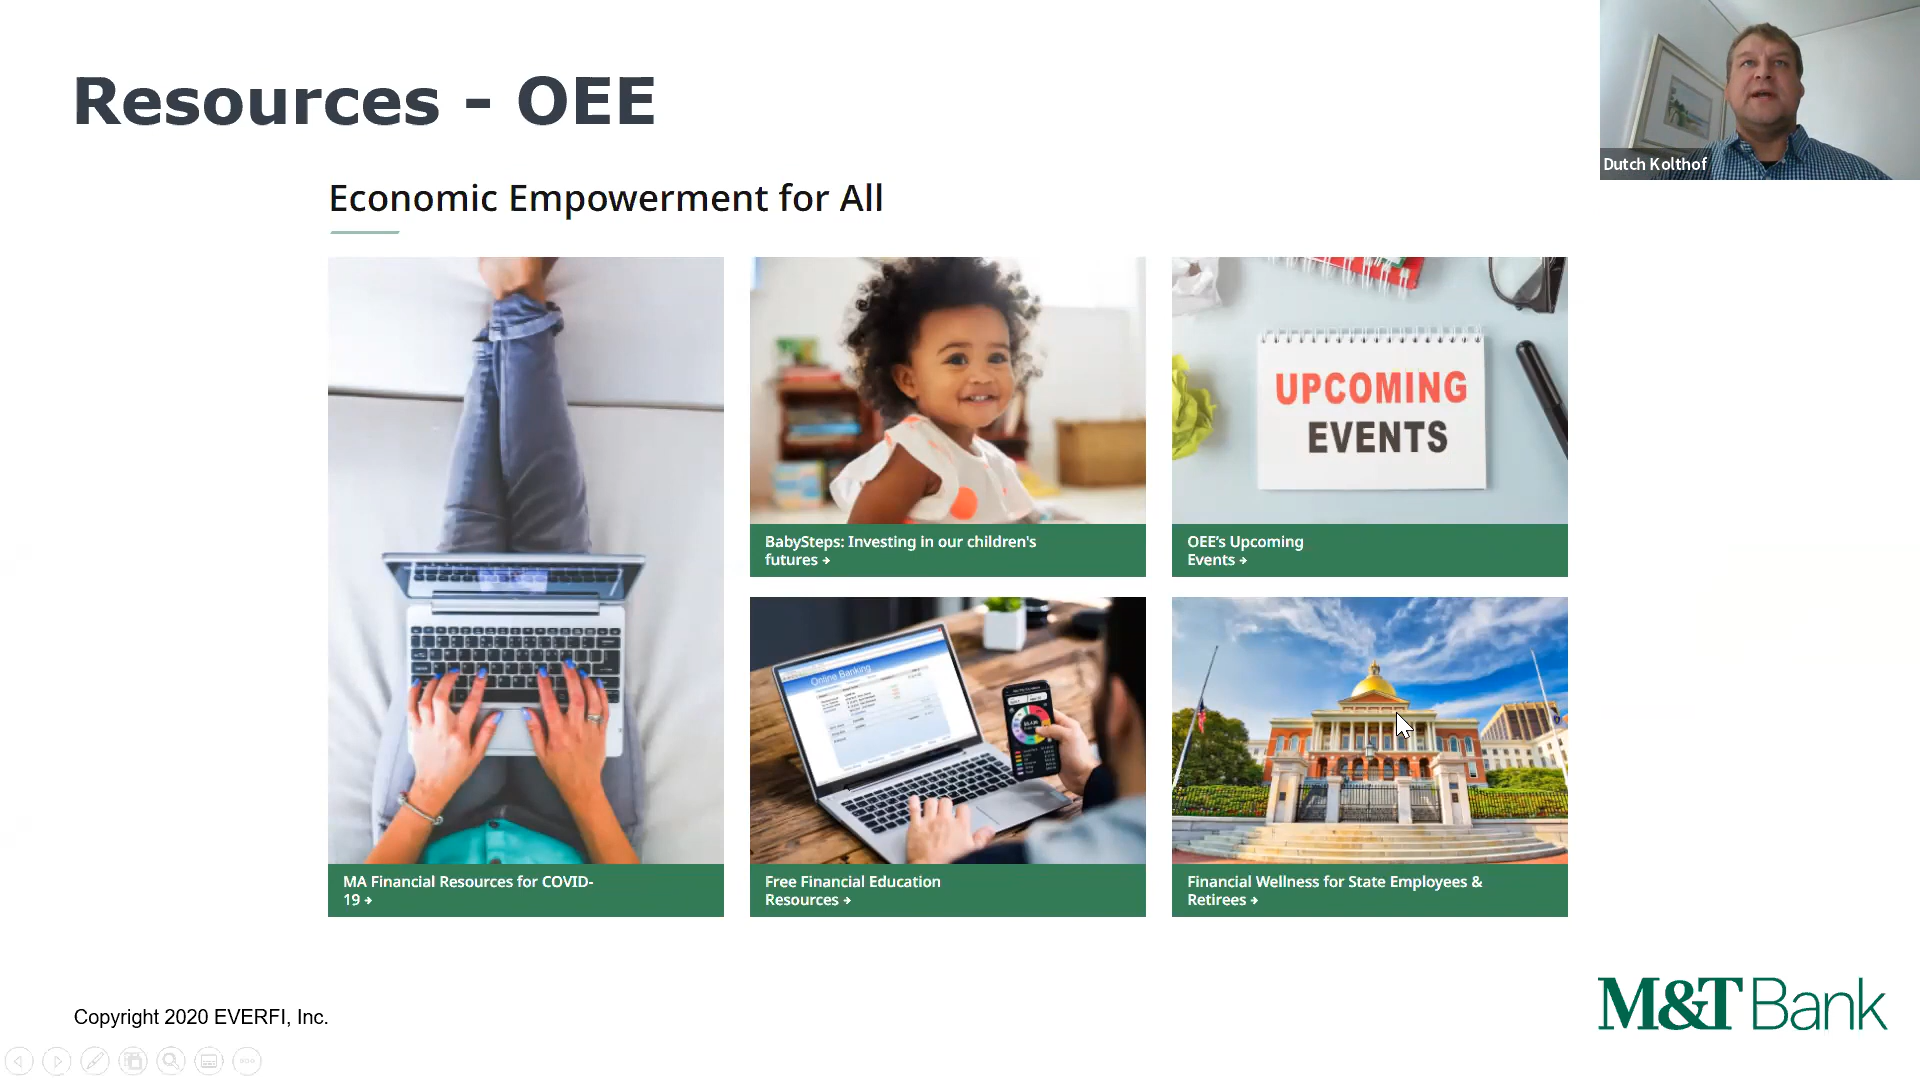 Resources - OEE
Dutch Kolthof
Economic Empowerment for All
UPCOMING
EVENTS
BabySteps: Investing in our children's
futures →
OEE's Upcoming
Events →
Online Banking
MA Financial Resources for COVID-
19 →
Free Financial Education
Resources →
Financial Wellness for State Employees &
Retirees →
Copyright 2020 EVERFI, Inc.
M&T Bank